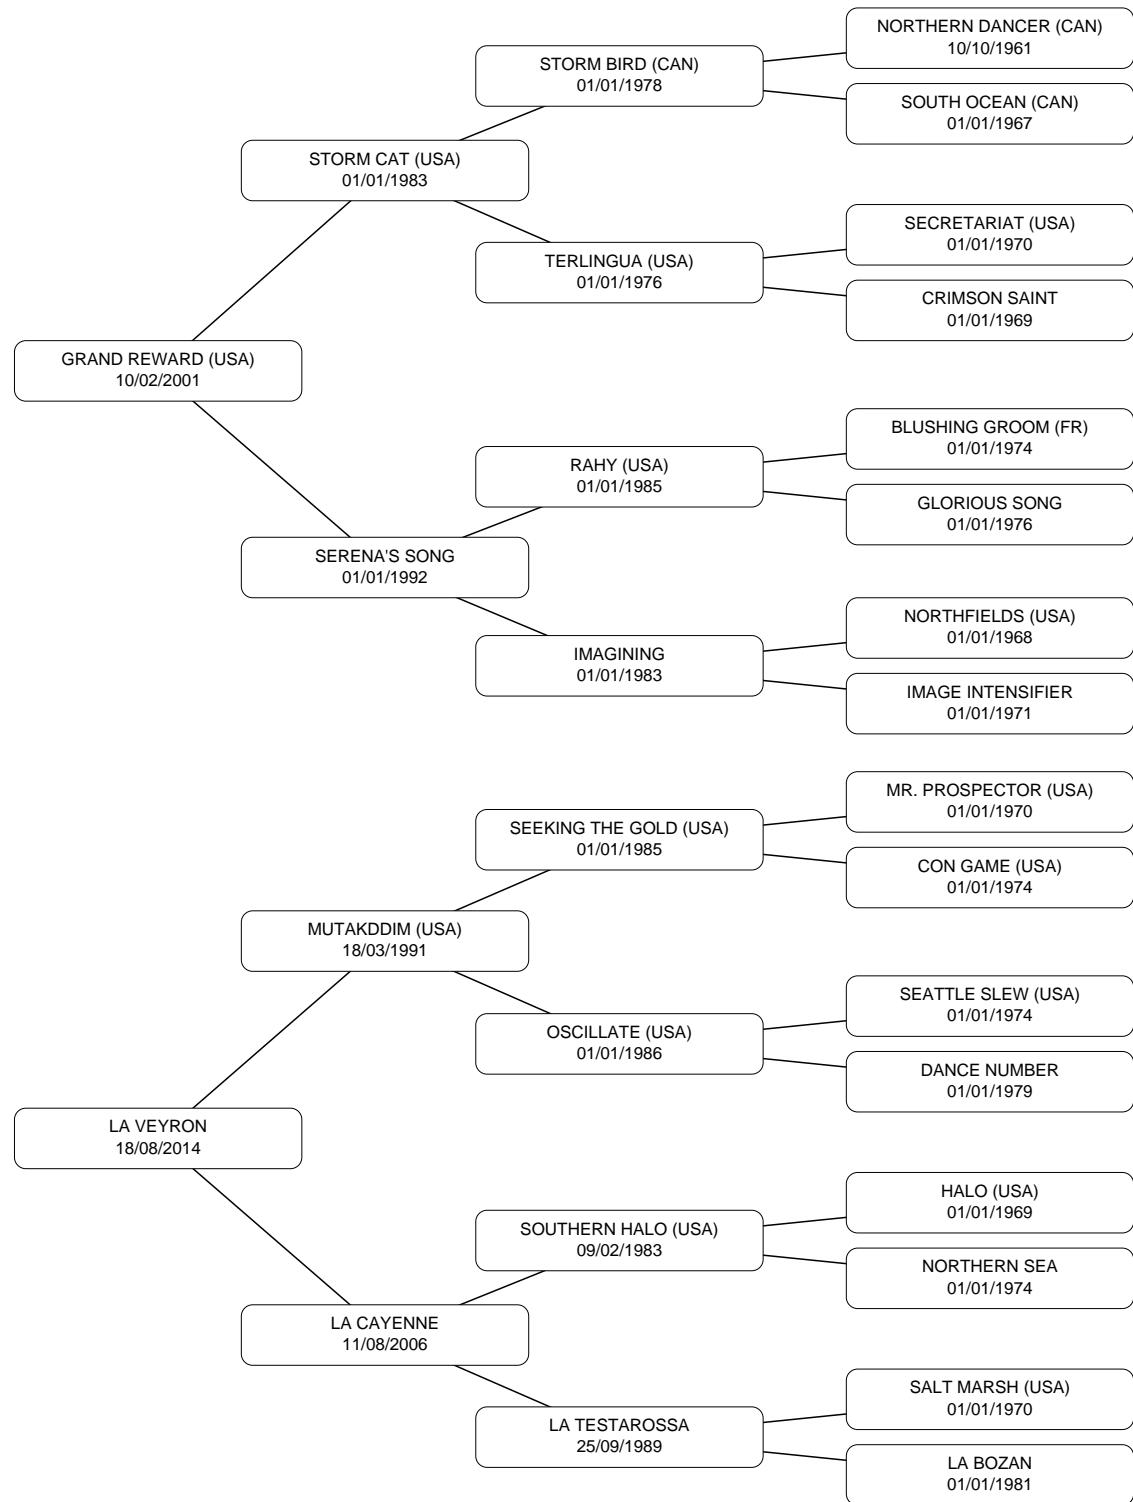 NORTHERN DANCER (CAN)
10/10/1961
STORM BIRD (CAN)
01/01/1978
SOUTH OCEAN (CAN)
01/01/1967
STORM CAT (USA)
01/01/1983
SECRETARIAT (USA)
01/01/1970
TERLINGUA (USA)
01/01/1976
CRIMSON SAINT
01/01/1969
GRAND REWARD (USA)
10/02/2001
BLUSHING GROOM (FR)
01/01/1974
RAHY (USA)
01/01/1985
GLORIOUS SONG
01/01/1976
SERENA'S SONG
01/01/1992
NORTHFIELDS (USA)
01/01/1968
IMAGINING
01/01/1983
IMAGE INTENSIFIER
01/01/1971
MR. PROSPECTOR (USA)
01/01/1970
SEEKING THE GOLD (USA)
01/01/1985
CON GAME (USA)
01/01/1974
MUTAKDDIM (USA)
18/03/1991
SEATTLE SLEW (USA)
01/01/1974
OSCILLATE (USA)
01/01/1986
DANCE NUMBER
01/01/1979
LA VEYRON
18/08/2014
HALO (USA)
01/01/1969
SOUTHERN HALO (USA)
09/02/1983
NORTHERN SEA
01/01/1974
LA CAYENNE
11/08/2006
SALT MARSH (USA)
01/01/1970
LA TESTAROSSA
25/09/1989
LA BOZAN
01/01/1981